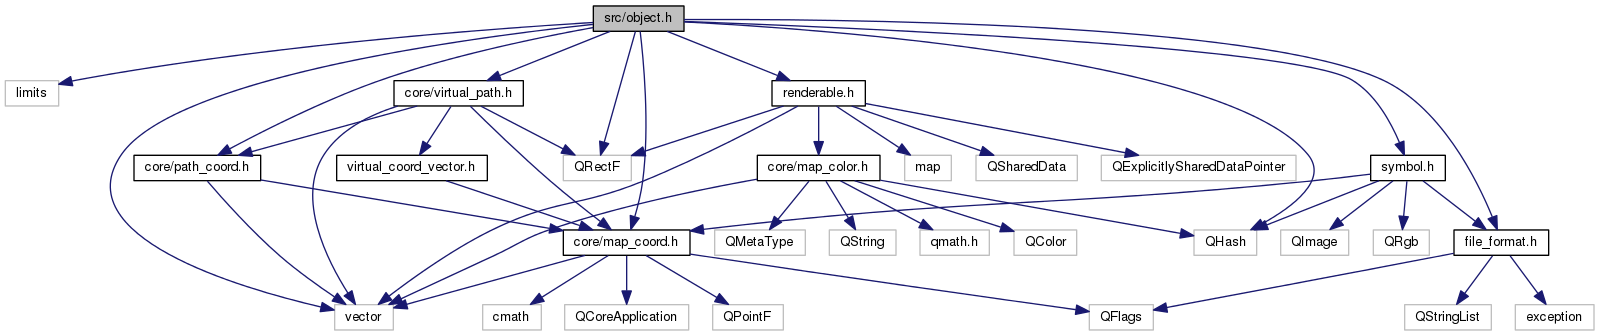 src/object.h
limits
core/virtual_path.h
renderable.h
core/path_coord.h
virtual_coord_vector.h
QRectF
core/map_color.h
map
QSharedData
QExplicitlySharedDataPointer
symbol.h
core/map_coord.h
QMetaType
QString
qmath.h
QColor
QHash
QImage
QRgb
file_format.h
vector
cmath
QCoreApplication
QPointF
QFlags
QStringList
exception